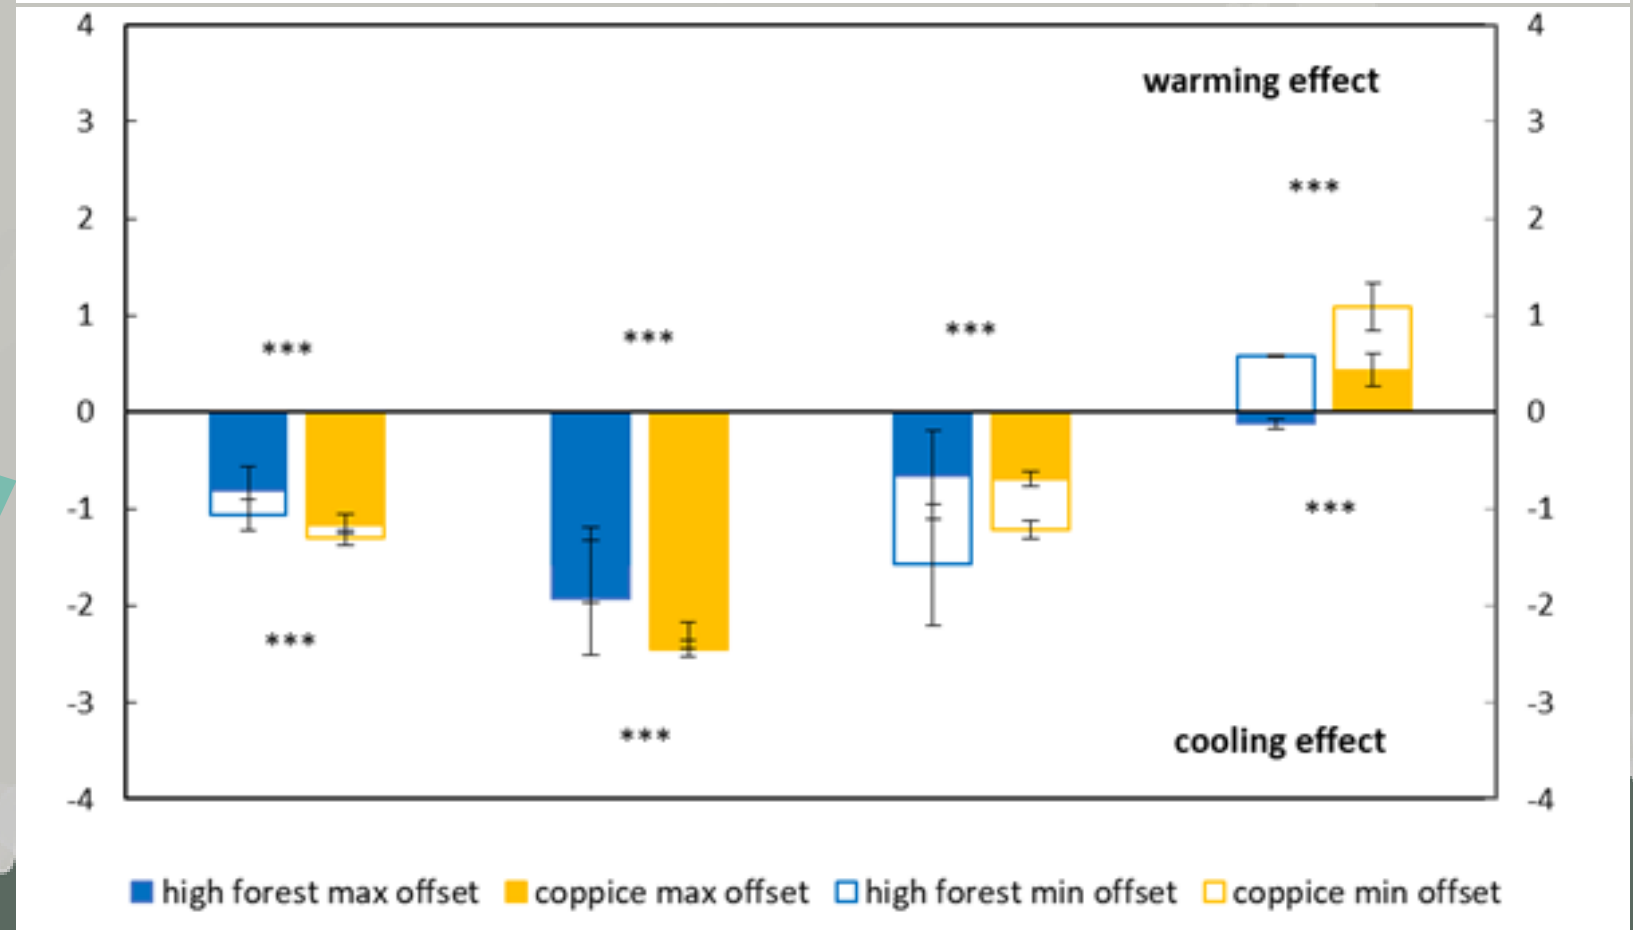 4 4
warming effect
3 3
***
2 2
1 1
*** *** ***
0 0
-1 *** -1
-2 -2
***
-3 -3
*** cooling effect
-4 -4
high forest max offset coppice max offset high forest min offset coppice min offset